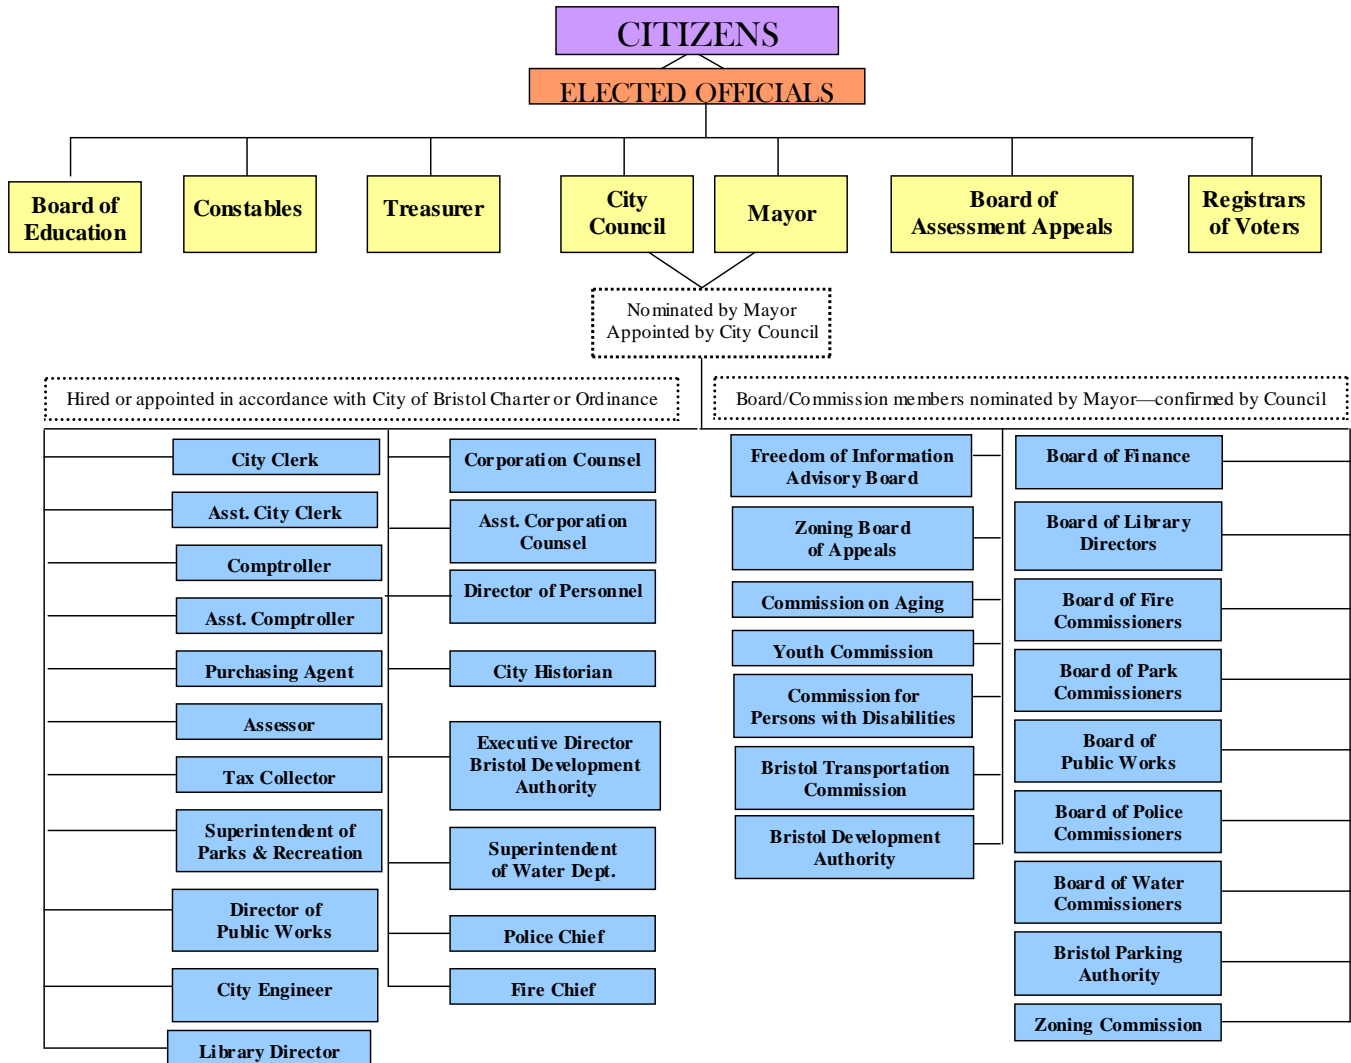 CITIZENS
ELECTED OFFICIALS
Board of
Education
Constables
Treasurer
City
Council
Mayor
Board of
Assessment Appeals
Registrars
of Voters
Nominated by Mayor
Appointed by City Council
Hired or appointed in accordance with City of Bristol Charter or Ordinance
City Clerk
Asst. City Clerk
Comptroller
Asst. Comptroller
Purchasing Agent
Assessor
Tax Collector
Superintendent of
Parks & Recreation
Director of
Public Works
City Engineer
Library Director
Corporation Counsel
Asst. Corporation
Counsel
Director of Personnel
City Historian
Executive Director
Bristol Development
Authority
Superintendent
of Water Dept.
Police Chief
Fire Chief
Board/Commission members nominated by Mayor—confirmed by Council
Freedom of Information
Advisory Board
Zoning Board
of Appeals
Commission on Aging
Youth Commission
Commission for
Persons with Disabilities
Bristol Transportation
Commission
Bristol Development
Authority
Board of Finance
Board of Library
Directors
Board of Fire
Commissioners
Board of Park
Commissioners
Board of
Public Works
Board of Police
Commissioners
Board of Water
Commissioners
Bristol Parking
Authority
Zoning Commission